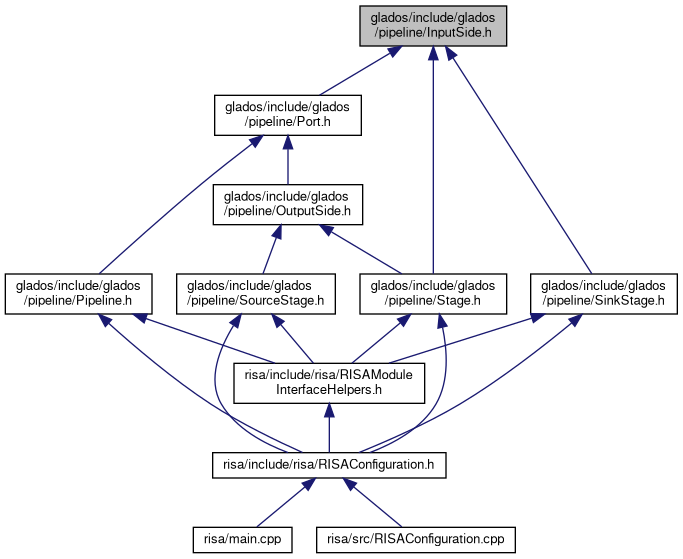 glados/include/glados
/pipeline/InputSide.h
glados/include/glados
/pipeline/Port.h
glados/include/glados
/pipeline/OutputSide.h
glados/include/glados
/pipeline/Pipeline.h
glados/include/glados
/pipeline/SourceStage.h
glados/include/glados
/pipeline/Stage.h
glados/include/glados
/pipeline/SinkStage.h
risa/include/risa/RISAModule
InterfaceHelpers.h
risa/include/risa/RISAConfiguration.h
risa/main.cpp
risa/src/RISAConfiguration.cpp